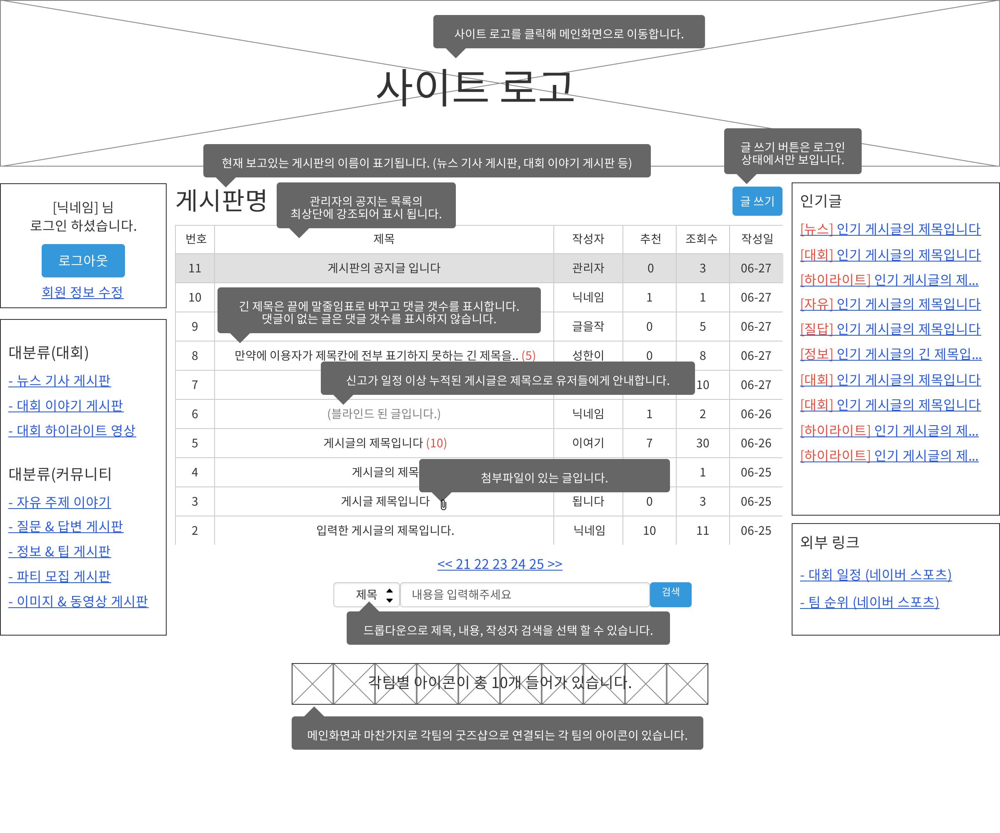 사이트 로고를 클릭해 메인화면으로 이동합니다.
사이트 로고
글 쓰기 버튼은 로그인
상태에서만 보입니다.
현재 보고있는 게시판의 이름이 표기됩니다. (뉴스 기사 게시판, 대회 이야기 게시판 등)
[닉네임] 님
로그인 하셨습니다.
로그아웃
회원 정보 수정
대분류(대회)
- 뉴스 기사 게시판
- 대회 이야기 게시판
- 대회 하이라이트 영상
대분류(커뮤니티
- 자유 주제 이야기
- 질문 & 답변 게시판
- 정보 & 팁 게시판
- 파티 모집 게시판
- 이미지 & 동영상 게시판
게시판명
관리자의 공지는 목록의
최상단에 강조되어 표시 됩니다.
글 쓰기
번호 제목 작성자 추천 조회수 작성일
11 게시판의 공지글 입니다 관리자 0 3 06-27
10 닉네임 1 1 06-27
긴 제목은 끝에 말줄임표로 바꾸고 댓글 갯수를 표시합니다.
댓글이 없는 글은 댓글 갯수를 표시하지 않습니다.
9 글을작 0 5 06-27
8 만약에 이용자가 제목칸에 전부 표기하지 못하는 긴 제목을.. (5) 성한이 0 8 06-27
신고가 일정 이상 누적된 게시글은 제목으로 유저들에게 안내합니다.
7 10 06-27
6 (블라인드 된 글입니다.) 닉네임 1 2 06-26
5 게시글의 제목입니다 (10) 이여기 7 30 06-26
4 게시글의 제목 1 06-25
첨부파일이 있는 글입니다.
3 게시글 제목입니다 됩니다 0 3 06-25
2 입력한 게시글의 제목입니다. 닉네임 10 11 06-25
<< 21 22 23 24 25 >>
제목 내용을 입력해주세요 검색
드롭다운으로 제목, 내용, 작성자 검색을 선택 할 수 있습니다.
인기글
[뉴스] 인기 게시글의 제목입니다
[대회] 인기 게시글의 제목입니다
[하이라이트] 인기 게시글의 제...
[자유] 인기 게시글의 제목입니다
[질답] 인기 게시글의 제목입니다
[정보] 인기 게시글의 긴 제목입...
[대회] 인기 게시글의 제목입니다
[대회] 인기 게시글의 제목입니다
[하이라이트] 인기 게시글의 제...
[하이라이트] 인기 게시글의 제...
외부 링크
- 대회 일정 (네이버 스포츠)
- 팀 순위 (네이버 스포츠)
각팀별 아이콘이 총 10개 들어가 있습니다.
메인화면과 마찬가지로 각팀의 굿즈샵으로 연결되는 각 팀의 아이콘이 있습니다.